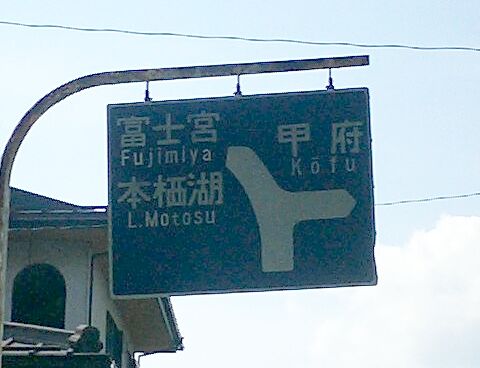 富士宮
Fujimiya
本栖湖
L.Motosu
甲府
Kōfu